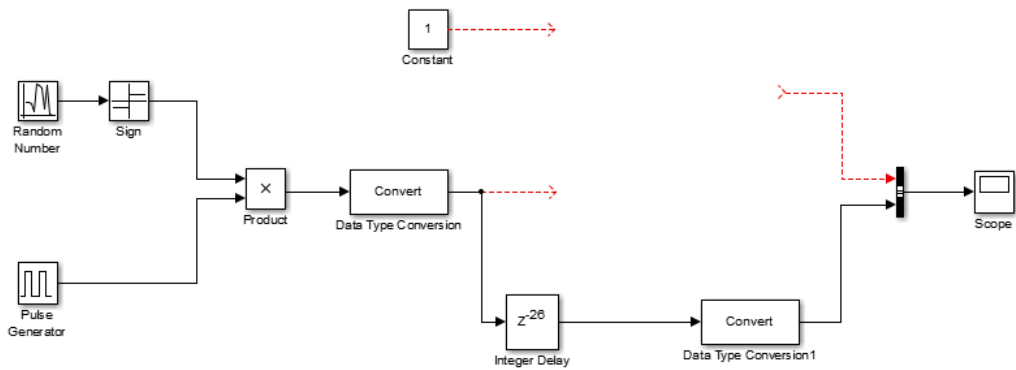 1
Constant
Random
Number
Sign
×
Product
Convert
Data Type Conversion
Scope
Pulse
Generator
Z-26
Integer Delay
Convert
Data Type Conversion1